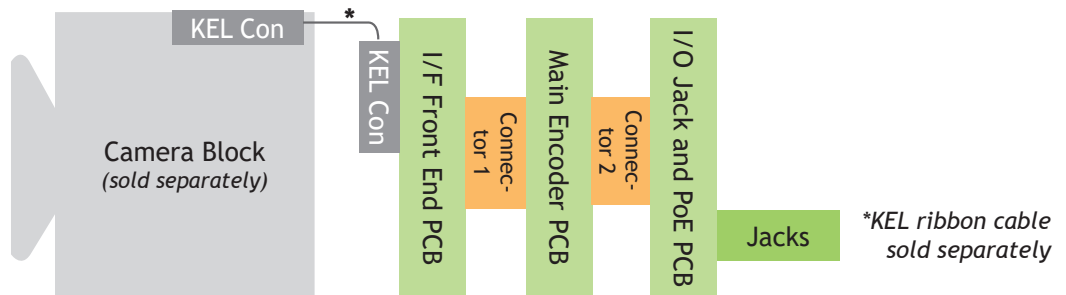 KEL Con
*
KEL Con
I/F Front End PCB
Connec-
tor 1
Main Encoder PCB
Connec-
tor 2
I/O Jack and PoE PCB
Camera Block
(sold separately)
Jacks
*KEL ribbon cable
sold separately